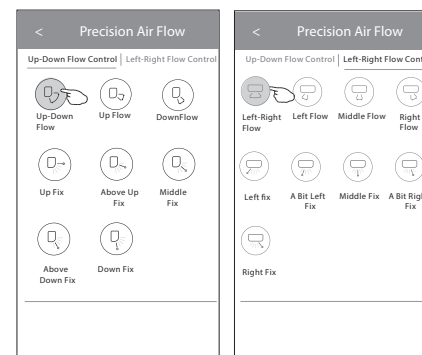 < Precision Air Flow
Up-Down Flow Control | Left-Right Flow Control
Up-Down Flow
Up Flow
DownFlow
Up Fix
Above Up Fix
Middle Fix
Above Down Fix
Down Fix
< Precision Air Flow
Up-Down Flow Control | Left-Right Flow Cont
Left-Right Flow
Left Flow
Middle Flow
Right Flow
Left fix
A Bit Left Fix
Middle Fix
A Bit Righ Fix
Right Fix